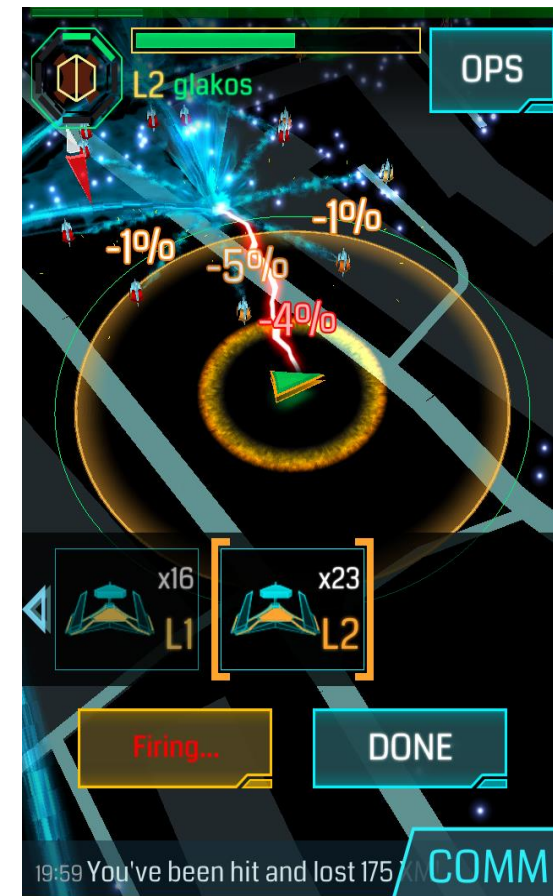 OPS
L2 glakos
-1%
-1%
-5%
-4%
x16
L1
x23
L2
Firing...
DONE
19:59 You've been hit and lost 175 XM
COMM